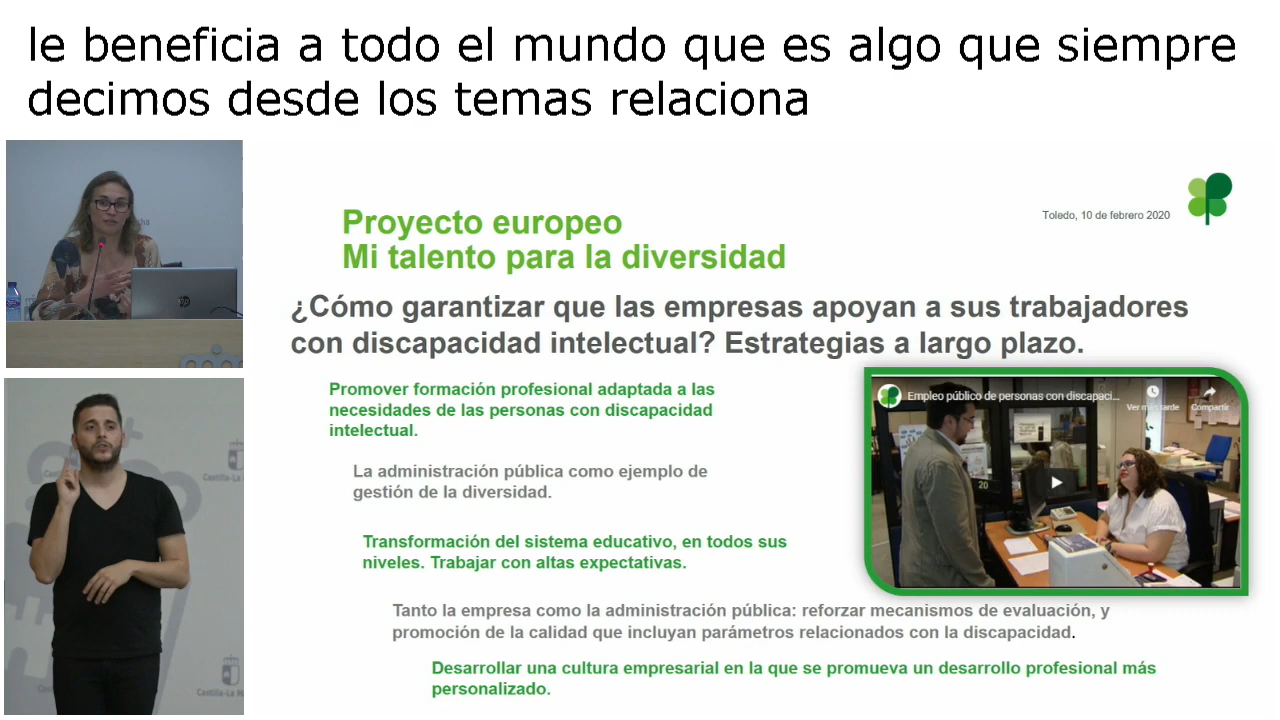 le beneficia a todo el mundo que es algo que siempre
decimos desde los temas relaciona
Toledo, 10 de febrero 2020
Proyecto europeo
Mi talento para la diversidad
¿Cómo garantizar que las empresas apoyan a sus trabajadores
con discapacidad intelectual? Estrategias a largo plazo.
Promover formación profesional adaptada a las
necesidades de las personas con discapacidad
intelectual.
La administración pública como ejemplo de
gestión de la diversidad.
Transformación del sistema educativo, en todos sus
niveles. Trabajar con altas expectativas.
Tanto la empresa como la administración pública: reforzar mecanismos de evaluación, y
promoción de la calidad que incluyan parámetros relacionados con la discapacidad.
Desarrollar una cultura empresarial en la que se promueva un desarrollo profesional más
personalizado.
Empleo público de personas con discapaci...
Ver más tarde
Compartir
20
hp
Castilla-La
Castilla-La M